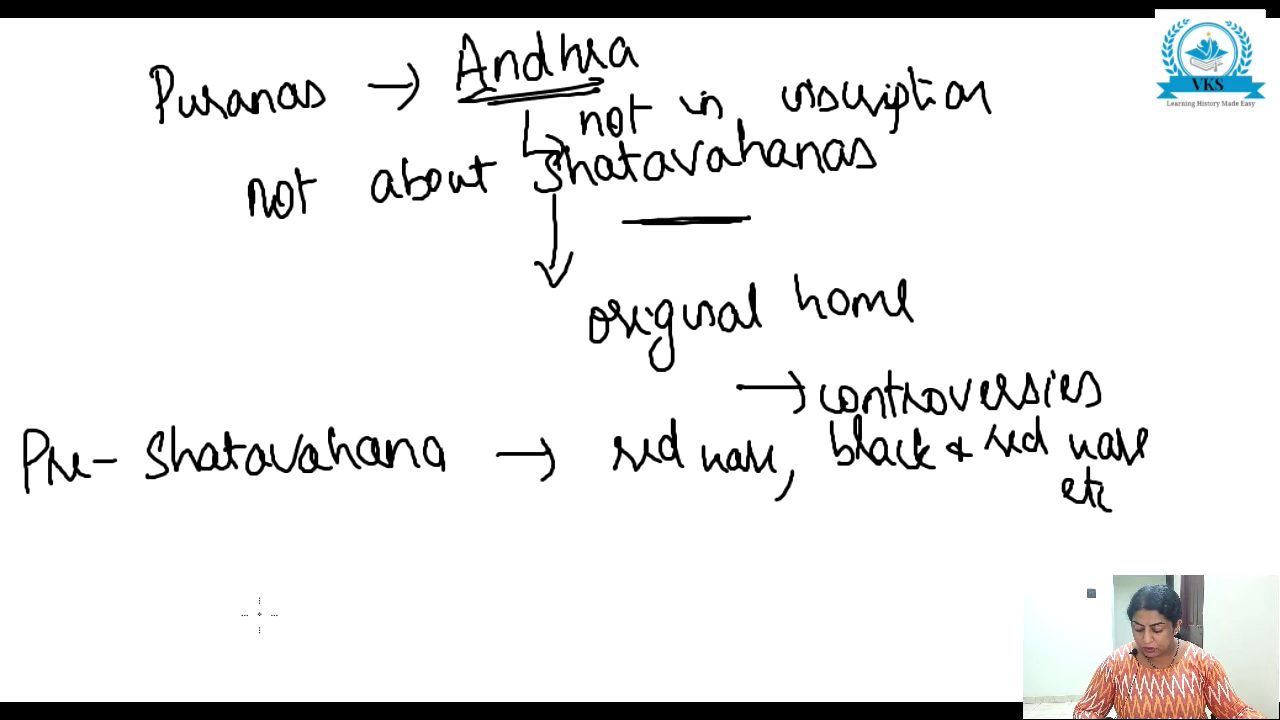 Puranas → Andhra
not in inscription
not about Shatavahanas
original home
→ controversies
Pre- Shatavahana → red ware, black & red ware
etc
VKS
Learning History Made Easy